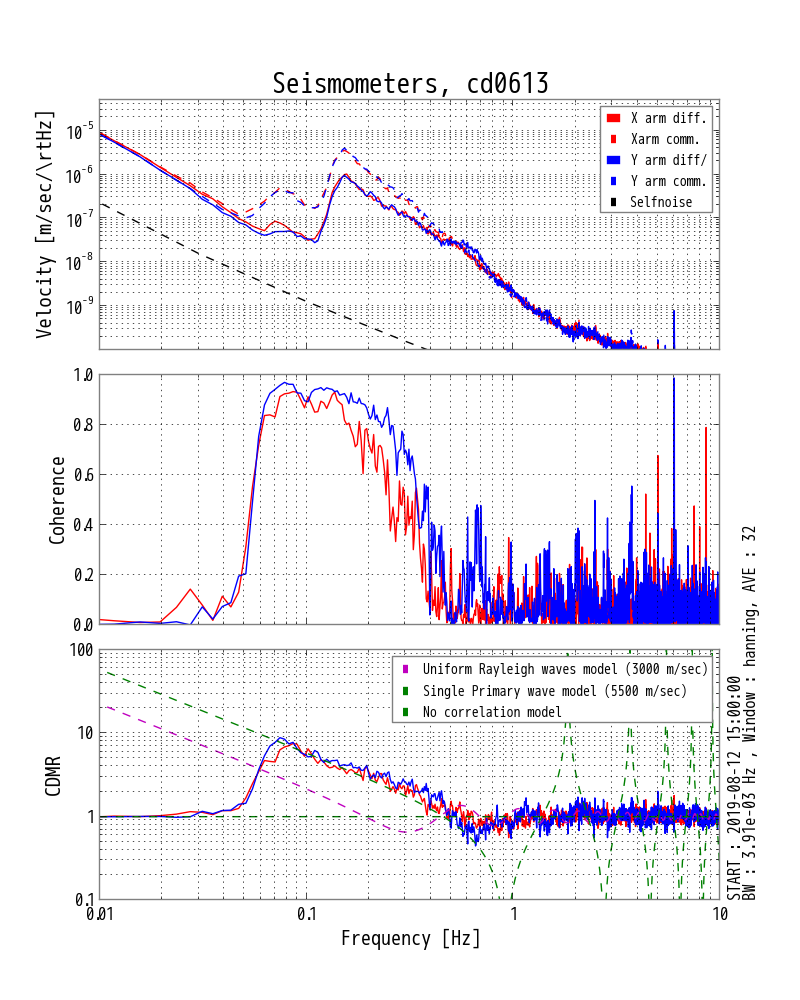 Seismometers, cd0613
Velocity [m/sec/\rtHz]
10^-5
10^-6
10^-7
10^-8
10^-9
X arm diff.
Xarm comm.
Y arm diff/
Y arm comm.
Selfnoise
Coherence
1.0
0.8
0.6
0.4
0.2
0.0
CDMR
100
10
1
0.1
Uniform Rayleigh waves model (3000 m/sec)
Single Primary wave model (5500 m/sec)
No correlation model
0.01 0.1 1 10
Frequency [Hz]
START : 2019-08-12 15:00:00
BW : 3.91e-03 Hz , Window : hanning, AVE : 32